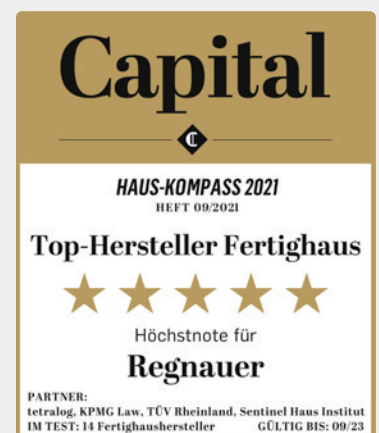 Capital
HAUS-KOMPASS 2021
HEFT 09/2021
Top-Hersteller Fertighaus
Höchstnote für
Regnauer
PARTNER:
tetralog, KPMG Law, TÜV Rheinland, Sentinel Haus Institut
IM TEST: 14 Fertighaushersteller GÜLTIG BIS: 09/23